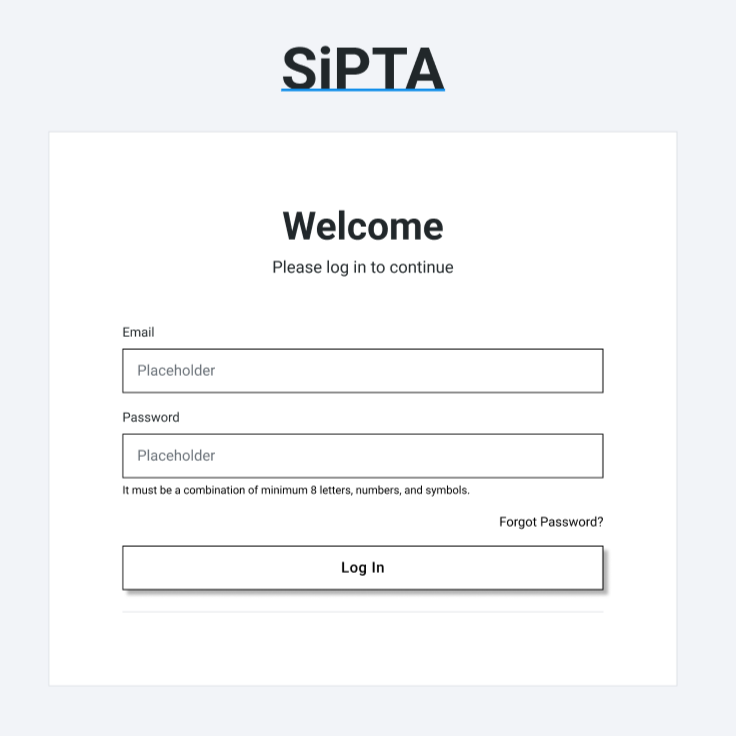 SiPTA
Welcome
Please log in to continue
Email
Placeholder
Password
Placeholder
It must be a combination of minimum 8 letters, numbers, and symbols.
Forgot Password?
Log In